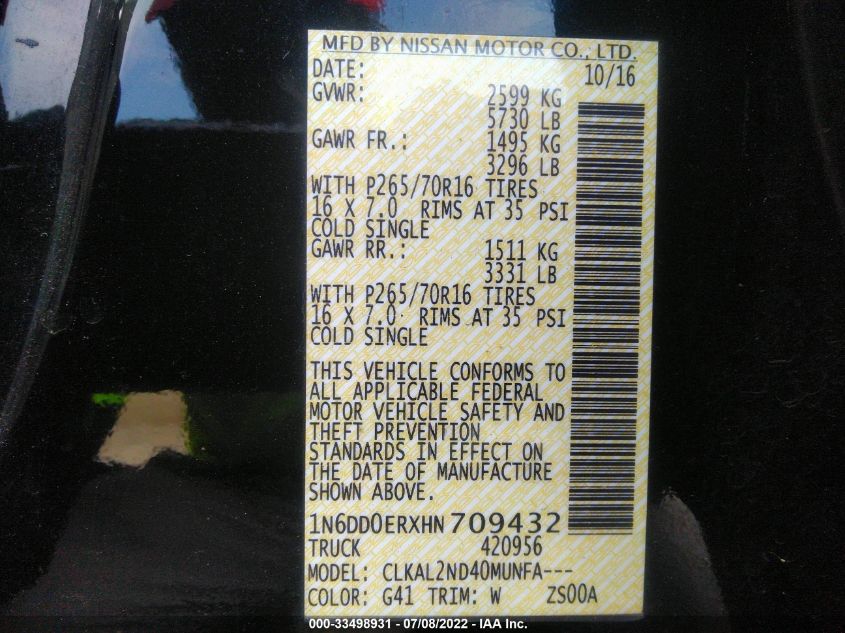 MFD BY NISSAN MOTOR CO., LTD.
DATE: 10/16
GVWR: 2599 KG
5730 LB
GAWR FR.: 1495 KG
3296 LB
WITH P265/70R16 TIRES
16 X 7.0 RIMS AT 35 PSI
COLD SINGLE
GAWR RR.: 1511 KG
3331 LB
WITH P265/70R16 TIRES
16 X 7.0 RIMS AT 35 PSI
COLD SINGLE
THIS VEHICLE CONFORMS TO
ALL APPLICABLE FEDERAL
MOTOR VEHICLE SAFETY AND
THEFT PREVENTION
STANDARDS IN EFFECT ON
THE DATE OF MANUFACTURE
SHOWN ABOVE.
1N6DD0ERXHN709432
TRUCK 420956
MODEL: CLKAL2ND40MUNFA---
COLOR: G41 TRIM: W ZS00A
000-33498931 - 07/08/2022 - IAA Inc.